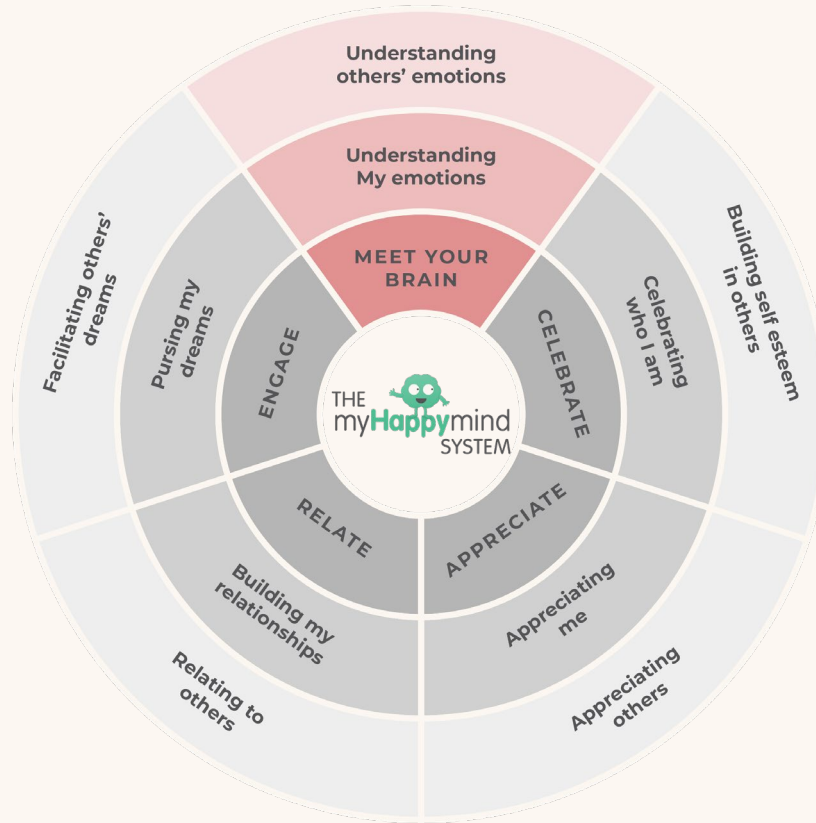 Understanding
others’ emotions
Understanding
My emotions
MEET YOUR
BRAIN
Building self esteem
in others
Celebrating
who I am
CELEBRATE
Appreciating
others
Appreciating
me
APPRECIATE
Relating to
others
Building my
relationships
RELATE
Facilitating others’
dreams
Pursing my
dreams
ENGAGE
THE
myHappymind
SYSTEM